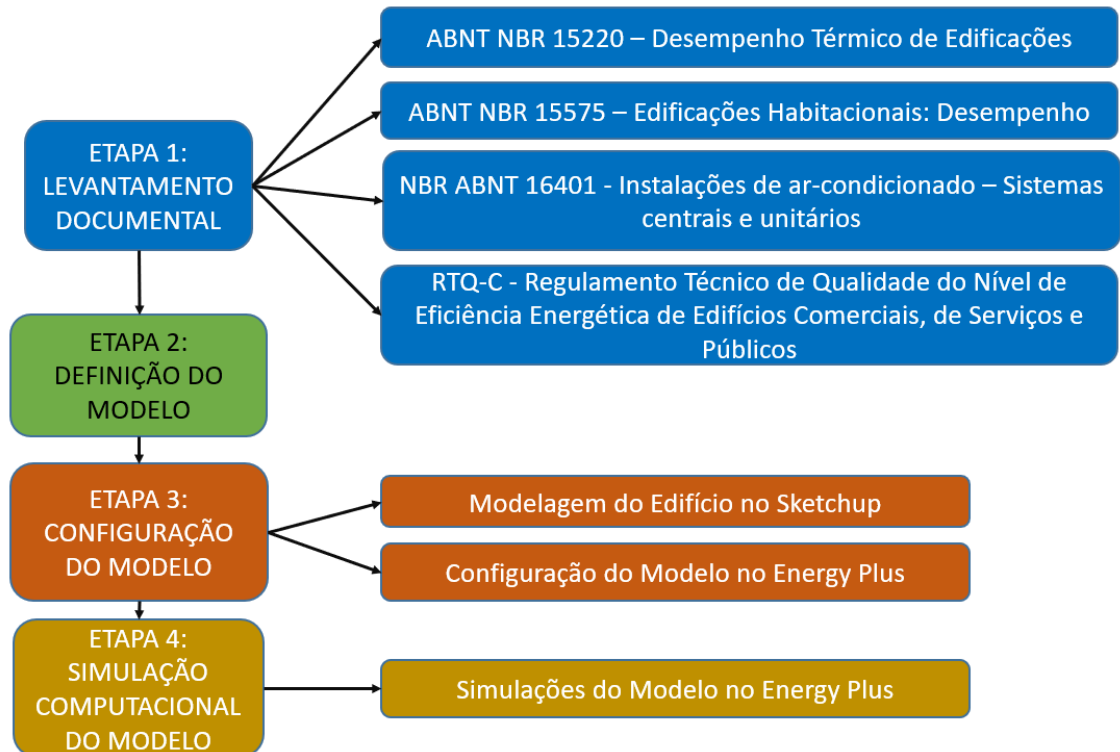 ETAPA 1:
LEVANTAMENTO
DOCUMENTAL
ABNT NBR 15220 – Desempenho Térmico de Edificações
ABNT NBR 15575 – Edificações Habitacionais: Desempenho
NBR ABNT 16401 - Instalações de ar-condicionado – Sistemas
centrais e unitários
RTQ-C - Regulamento Técnico de Qualidade do Nível de
Eficiência Energética de Edifícios Comerciais, de Serviços e
Públicos
ETAPA 2:
DEFINIÇÃO DO
MODELO
ETAPA 3:
CONFIGURAÇÃO
DO MODELO
Modelagem do Edifício no Sketchup
Configuração do Modelo no Energy Plus
ETAPA 4:
SIMULAÇÃO
COMPUTACIONAL
DO MODELO
Simulações do Modelo no Energy Plus